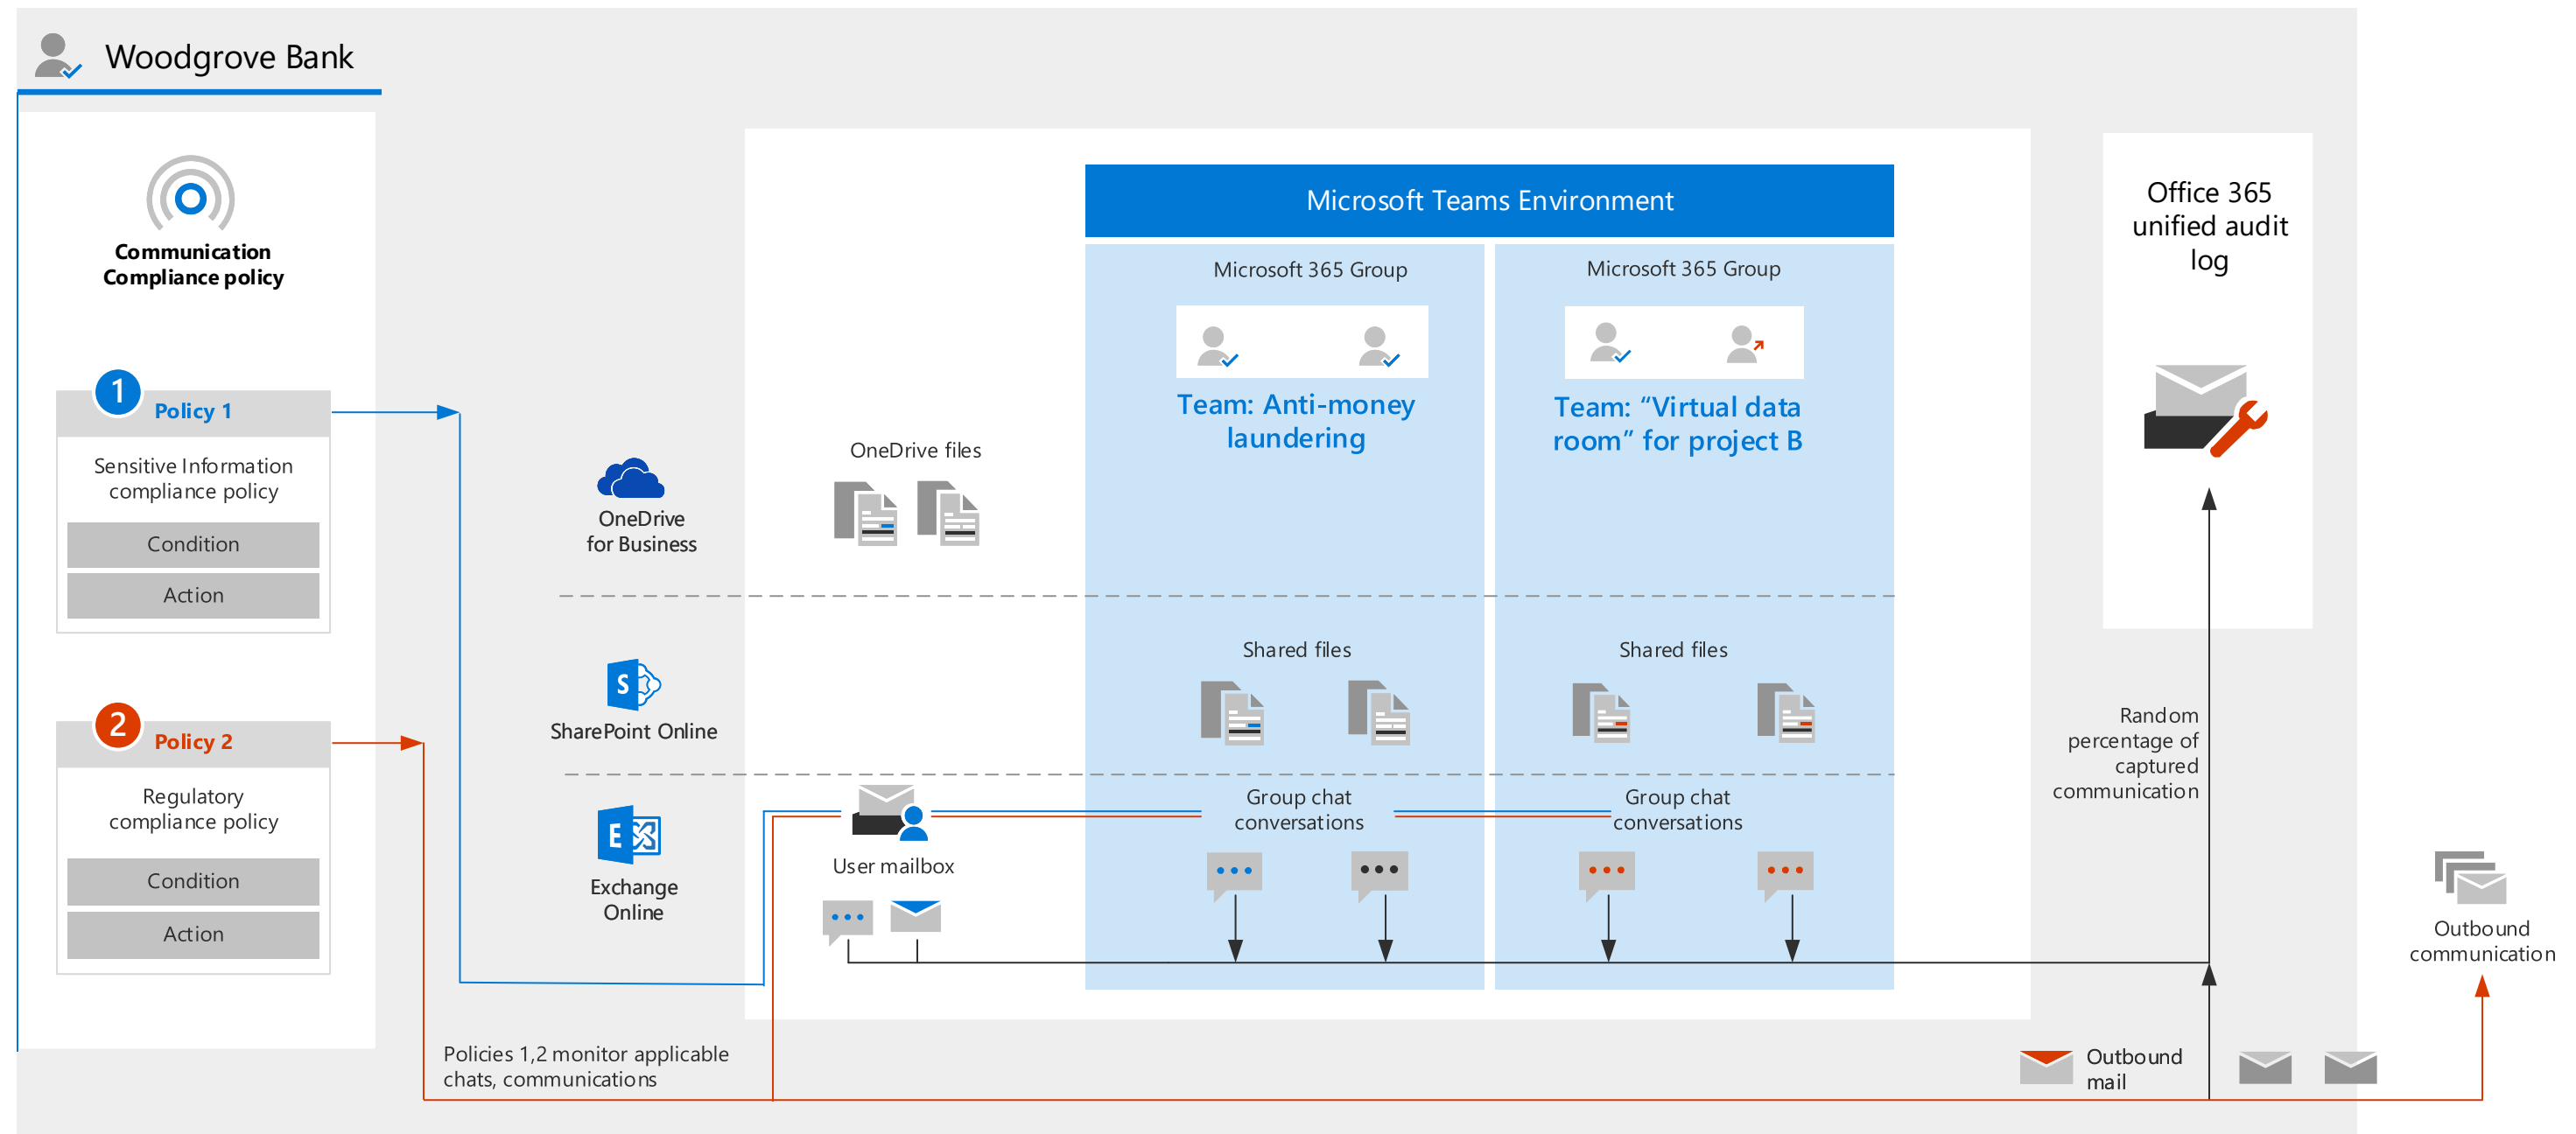 Woodgrove Bank
Communication
Compliance policy
1
Policy 1
Sensitive Information
compliance policy
Condition
Action
2
Policy 2
Regulatory
compliance policy
Condition
Action
Policies 1,2 monitor applicable
chats, communications
OneDrive
for Business
S
SharePoint Online
E
Exchange
Online
OneDrive files
User mailbox
Microsoft Teams Environment
Microsoft 365 Group
Team: Anti-money
laundering
Shared files
Group chat
conversations
Microsoft 365 Group
Team: “Virtual data
room” for project B
Shared files
Group chat
conversations
Office 365
unified audit
log
Random
percentage of
captured
communication
Outbound
mail
Outbound
communication